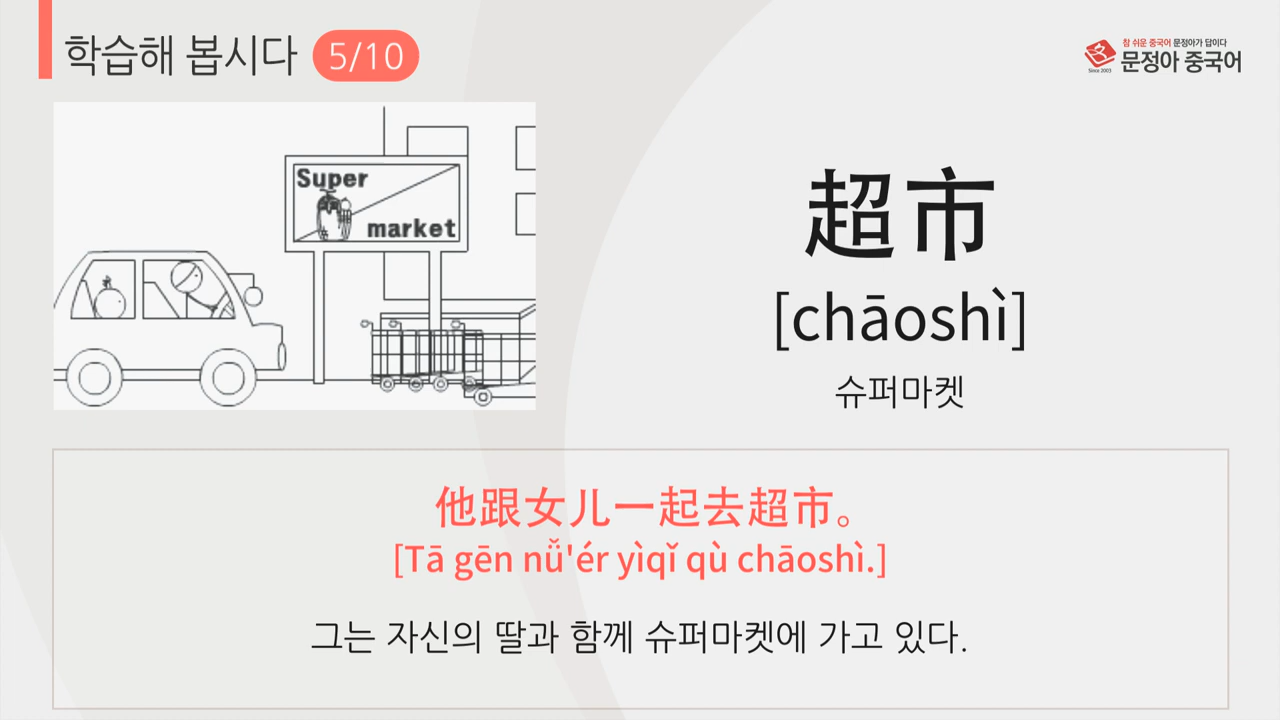 학습해 봅시다 5/10
참 쉬운 중국어 문정아가 답이다
문정아 중국어
Since 2003
Super
market
超市
[chāoshì]
슈퍼마켓
他跟女儿一起去超市。
[Tā gēn nǚ'ér yìqǐ qù chāoshì.]
그는 자신의 딸과 함께 슈퍼마켓에 가고 있다.